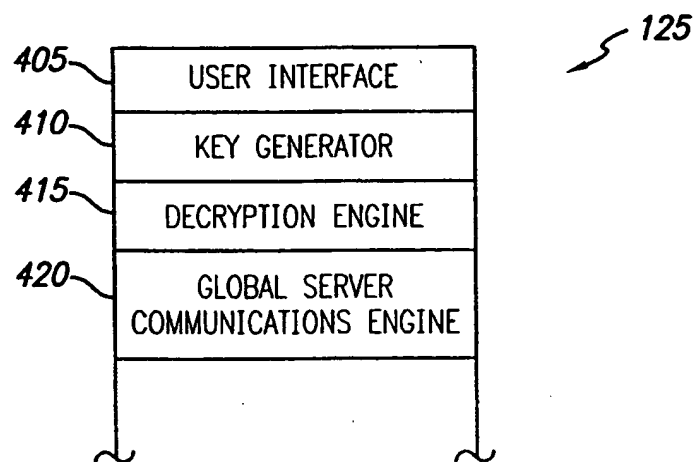 125
405 USER INTERFACE
410 KEY GENERATOR
415 DECRYPTION ENGINE
420 GLOBAL SERVER
COMMUNICATIONS ENGINE